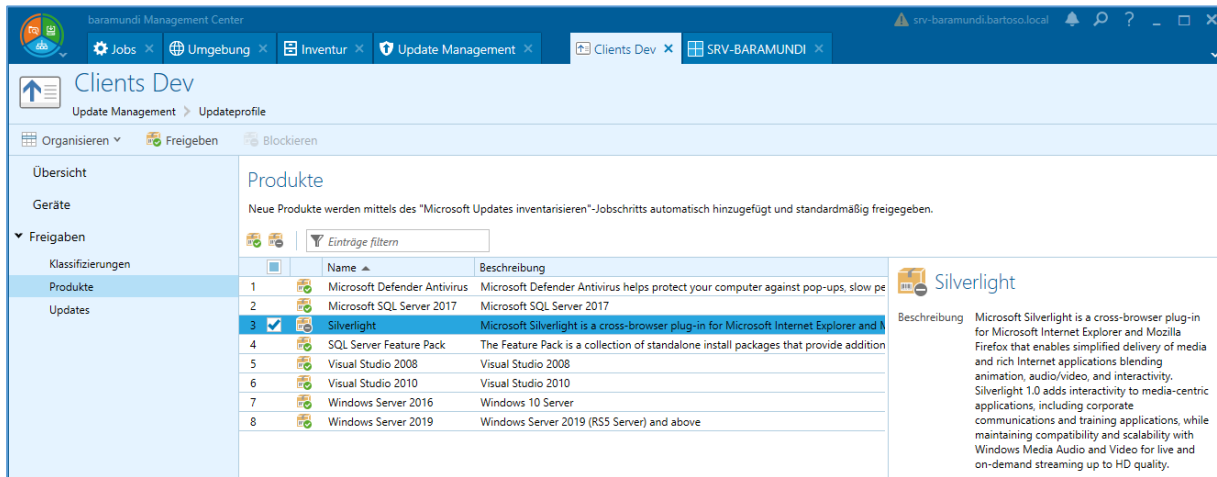 baramundi Management Center
srv-baramundi.bartoso.local
Jobs
Umgebung
Inventur
Update Management
Clients Dev
SRV-BARAMUNDI
Clients Dev
Update Management > Updateprofile
Organisieren
Freigeben
Blockieren
Übersicht
Geräte
Freigaben
Klassifizierungen
Produkte
Updates
Produkte
Neue Produkte werden mittels des "Microsoft Updates inventarisieren"-Jobschritts automatisch hinzugefügt und standardmäßig freigegeben.
Einträge filtern
Name Beschreibung
1 Microsoft Defender Antivirus Microsoft Defender Antivirus helps protect your computer against pop-ups, slow pe
2 Microsoft SQL Server 2017 Microsoft SQL Server 2017
3 Silverlight Microsoft Silverlight is a cross-browser plug-in for Microsoft Internet Explorer and M
4 SQL Server Feature Pack The Feature Pack is a collection of standalone install packages that provide addition
5 Visual Studio 2008 Visual Studio 2008
6 Visual Studio 2010 Visual Studio 2010
7 Windows Server 2016 Windows 10 Server
8 Windows Server 2019 Windows Server 2019 (RS5 Server) and above
Silverlight
Beschreibung Microsoft Silverlight is a cross-browser plug-in
for Microsoft Internet Explorer and Mozilla
Firefox that enables simplified delivery of media
and rich Internet applications blending
animation, audio/video, and interactivity.
Silverlight 1.0 adds interactivity to media-centric
applications, including corporate
communications and training applications, while
maintaining compatibility and scalability with
Windows Media Audio and Video for live and
on-demand streaming up to HD quality.